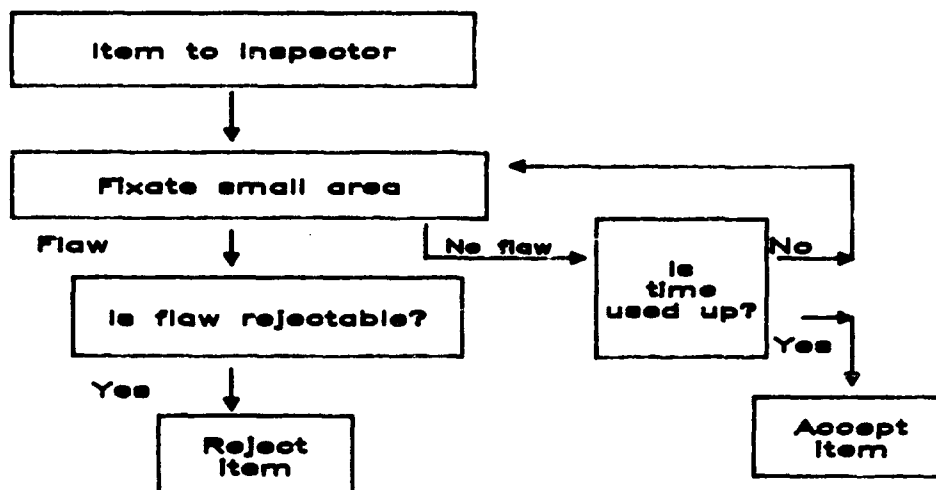 Item to Inspector
Fixate small area
Flaw
No flaw
No
Is
time
used up?
Is flaw rejectable?
Yes
Yes
Reject
Item
Accept
Item